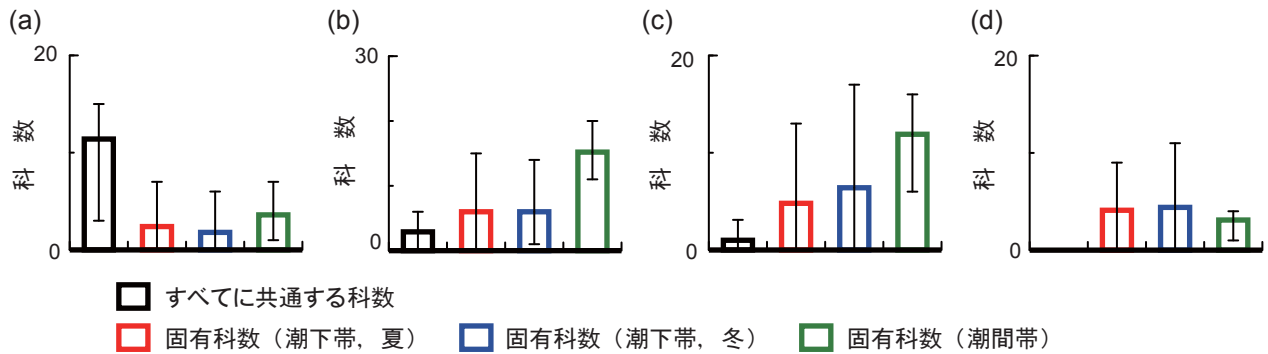 (a) (b) (c) (d)
20 30 20 20
科 数 科 数 科 数 科 数
0 0 0 0
すべてに共通する科数
固有科数（潮下帯，夏） 固有科数（潮下帯，冬） 固有科数（潮間帯）